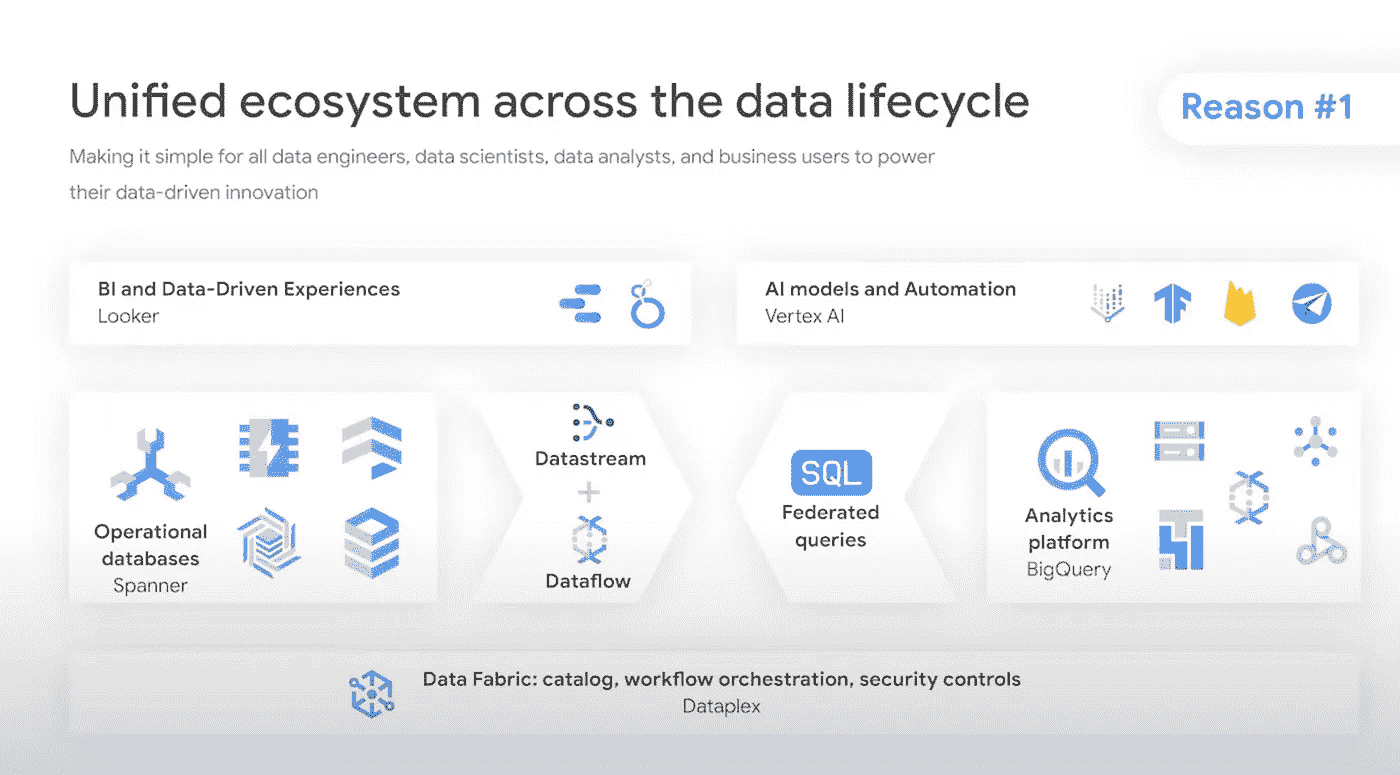 Unified ecosystem across the data lifecycle
Reason #1
Making it simple for all data engineers, data scientists, data analysts, and business users to power
their data-driven innovation
BI and Data-Driven Experiences
Looker
AI models and Automation
Vertex AI
Operational
databases
Spanner
Datastream
+
Dataflow
SQL
Federated
queries
Analytics
platform
BigQuery
Data Fabric: catalog, workflow orchestration, security controls
Dataplex